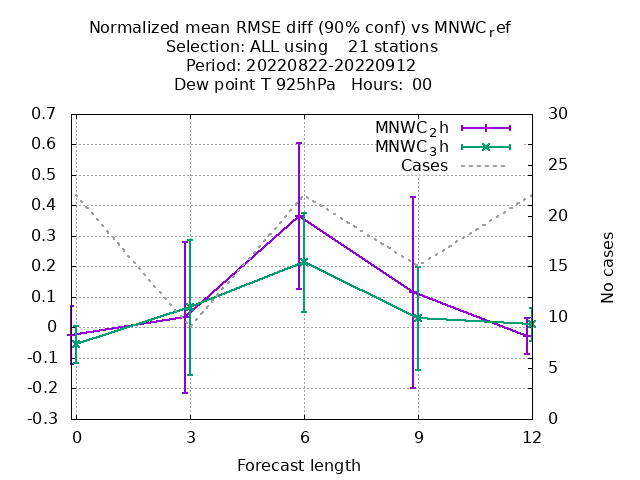 Normalized mean RMSE diff (90% conf) vs MNWC_ref
Selection: ALL using    21 stations
Period: 20220822-20220912
Dew point T 925hPa   Hours:  00
MNWC_2h
MNWC_3h
Cases
0.7
0.6
0.5
0.4
0.3
0.2
0.1
0
-0.1
-0.2
-0.3
30
25
20
15
10
5
0
No cases
0 3 6 9 12
Forecast length